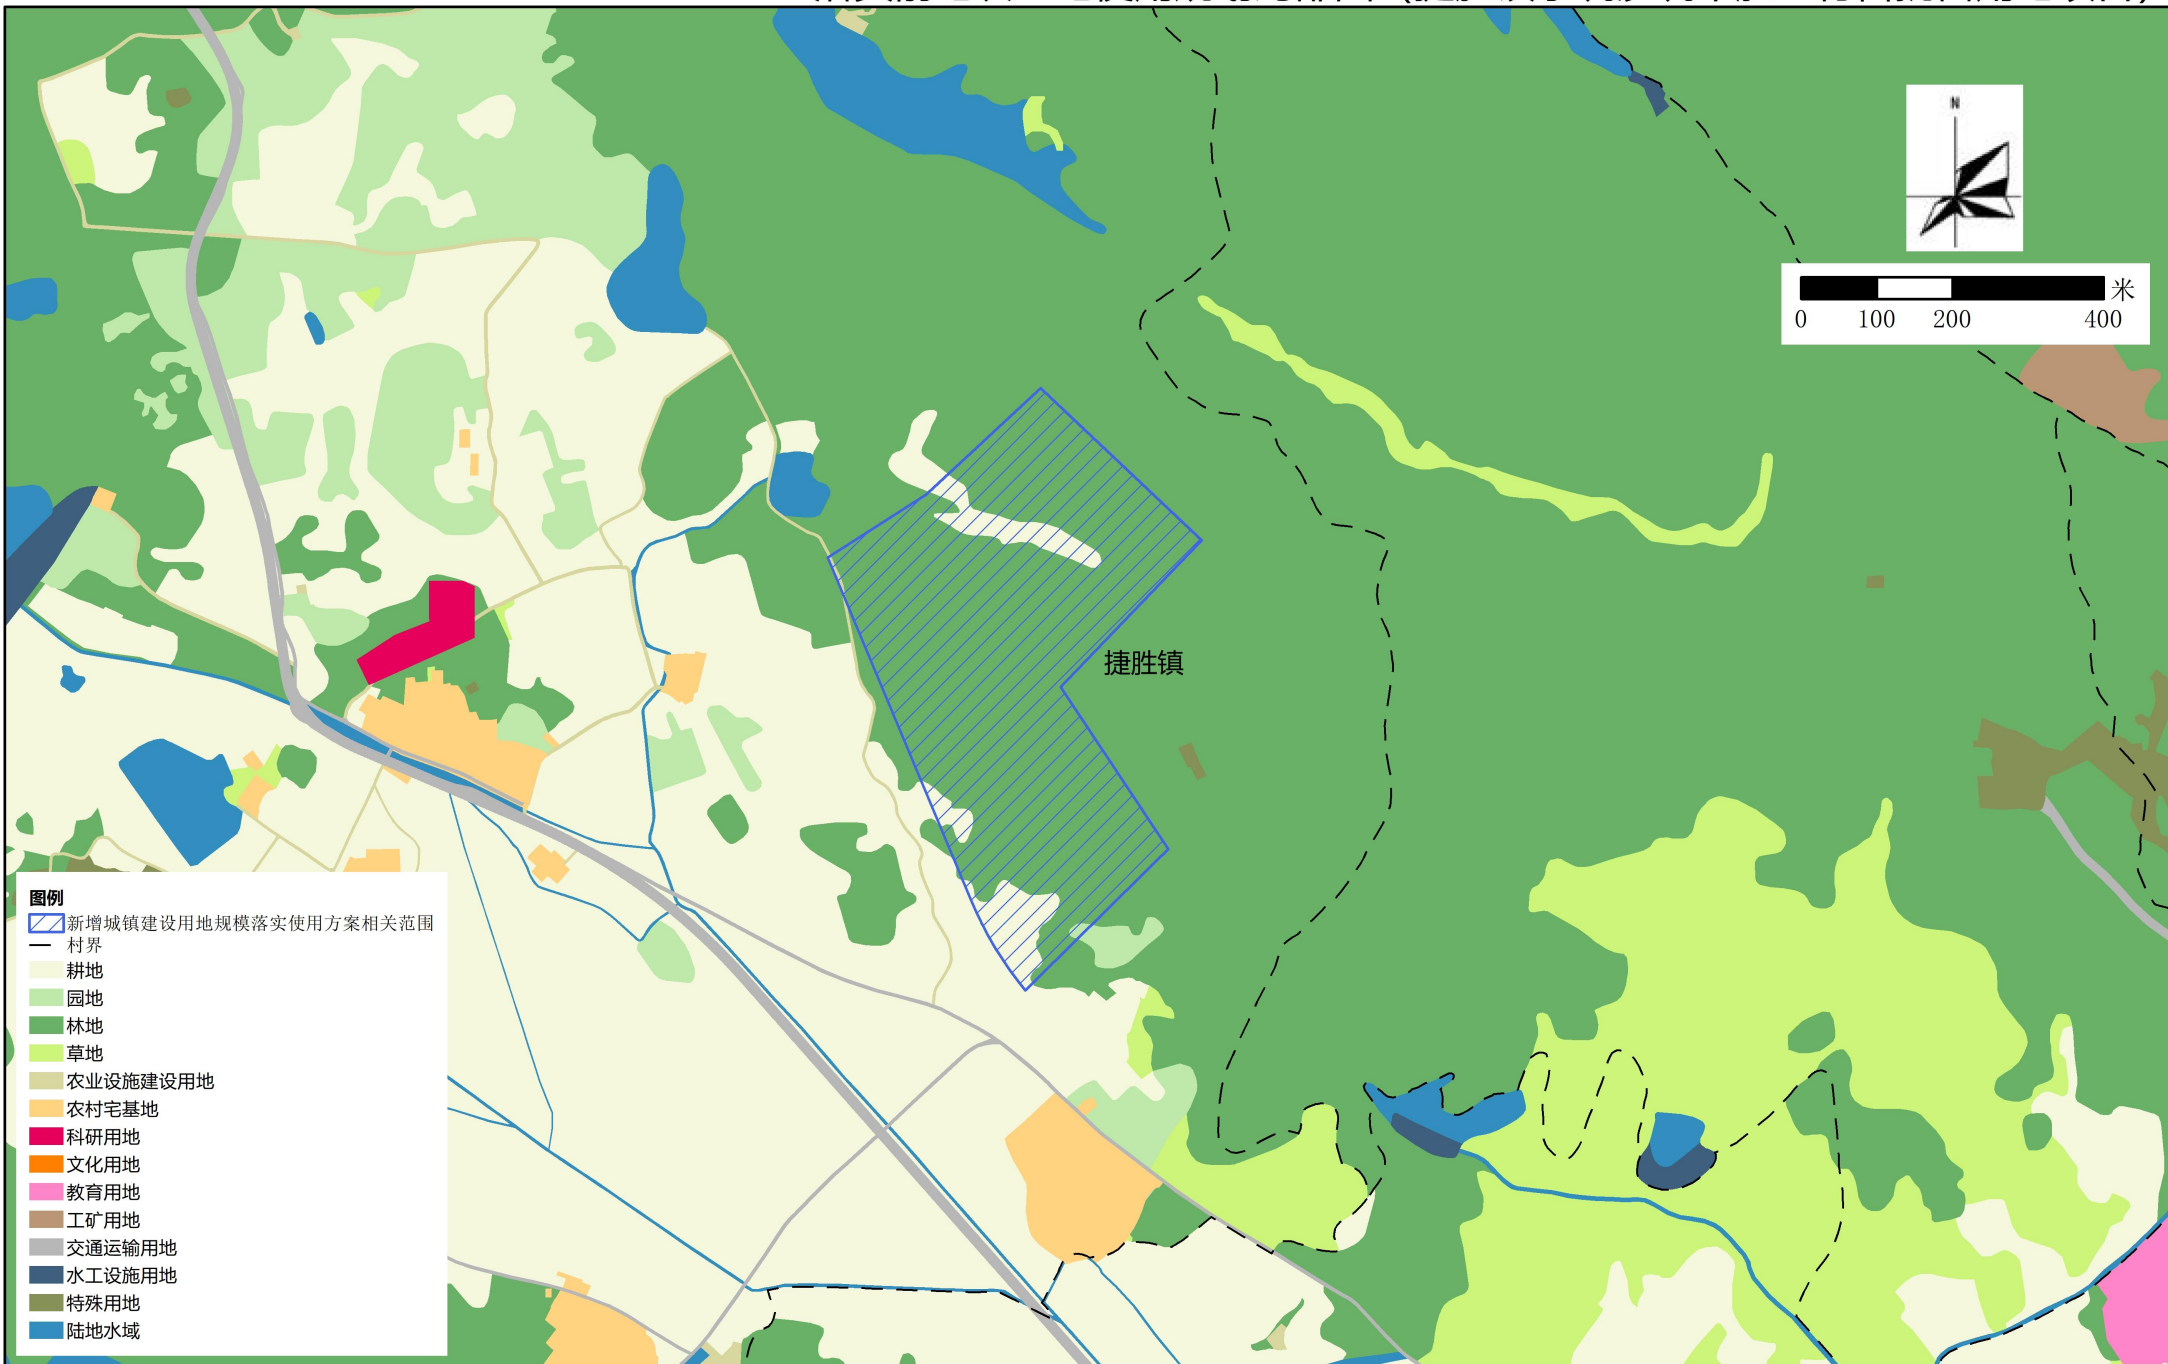 N
米
0 100 200 400
捷胜镇
图例
新增城镇建设用地规模落实使用方案相关范围
村界
耕地
园地
林地
草地
农业设施建设用地
农村宅基地
科研用地
文化用地
教育用地
工矿用地
交通运输用地
水工设施用地
特殊用地
陆地水域